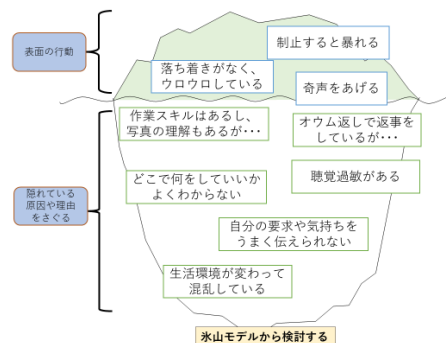 制止すると暴れる
表面の行動
落ち着きがなく、
ウロウロしている
奇声をあげる
作業スキルはあるし、
写真の理解もあるが・・・
オウム返しで返事を
しているが・・・
どこで何をしていいか
よくわからない
聴覚過敏がある
隠れている
原因や理由
をさぐる
自分の要求や気持ちを
うまく伝えられない
生活環境が変わって
混乱している
氷山モデルから検討する